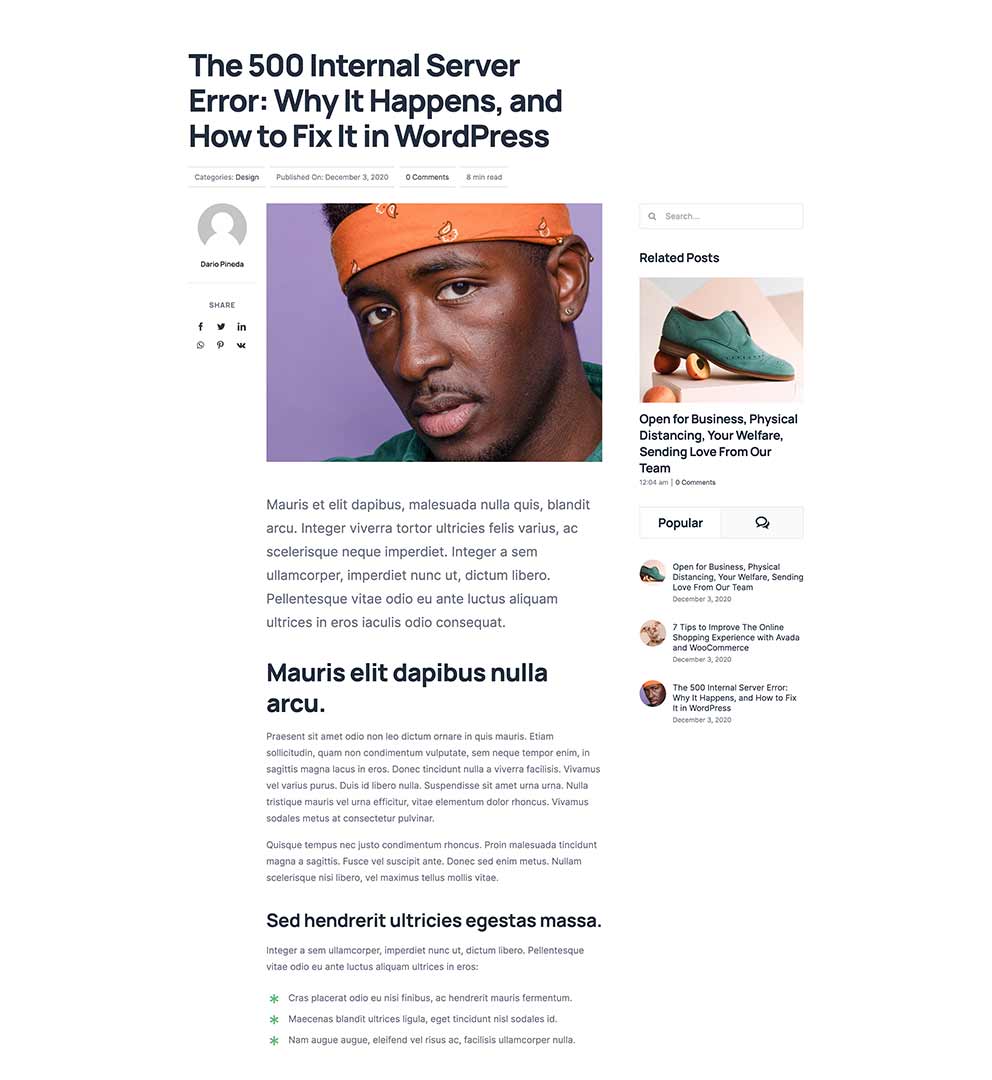 The 500 Internal Server
Error: Why It Happens, and
How to Fix It in WordPress
Categories: Design
Published On: December 3, 2020
0 Comments
8 min read
Dario Pineda
SHARE
Mauris et elit dapibus, malesuada nulla quis, blandit
arcu. Integer viverra tortor ultricies felis varius, ac
scelerisque neque imperdiet. Integer a sem
ullamcorper, imperdiet nunc ut, dictum libero.
Pellentesque vitae odio eu ante luctus aliquam
ultrices in eros iaculis odio consequat.
Mauris elit dapibus nulla
arcu.
Praesent sit amet odio non leo dictum ornare in quis mauris. Etiam
sollicitudin, quam non condimentum vulputate, sem neque tempor enim, in
sagittis magna lacus in eros. Donec tincidunt nulla a viverra facilisis. Vivamus
vel varius purus. Duis id libero nulla. Suspendisse sit amet urna urna. Nulla
tristique mauris vel urna efficitur, vitae elementum dolor rhoncus. Vivamus
sodales metus at consectetur pulvinar.
Quisque tempus nec justo condimentum rhoncus. Proin malesuada tincidunt
magna a sagittis. Fusce vel suscipit ante. Donec sed enim metus. Nullam
scelerisque nisi libero, vel maximus tellus mollis vitae.
Sed hendrerit ultricies egestas massa.
Integer a sem ullamcorper, imperdiet nunc ut, dictum libero. Pellentesque
vitae odio eu ante luctus aliquam ultrices in eros:
Cras placerat odio eu nisi finibus, ac hendrerit mauris fermentum.
Maecenas blandit ultrices ligula, eget tincidunt nisl sodales id.
Nam augue augue, eleifend vel risus ac, facilisis ullamcorper nulla.
Search...
Related Posts
Open for Business, Physical
Distancing, Your Welfare,
Sending Love From Our
Team
12:04 am | 0 Comments
Popular
Open for Business, Physical
Distancing, Your Welfare, Sending
Love From Our Team
December 3, 2020
7 Tips to Improve The Online
Shopping Experience with Avada
and WooCommerce
December 3, 2020
The 500 Internal Server Error:
Why It Happens, and How to Fix
It in WordPress
December 3, 2020